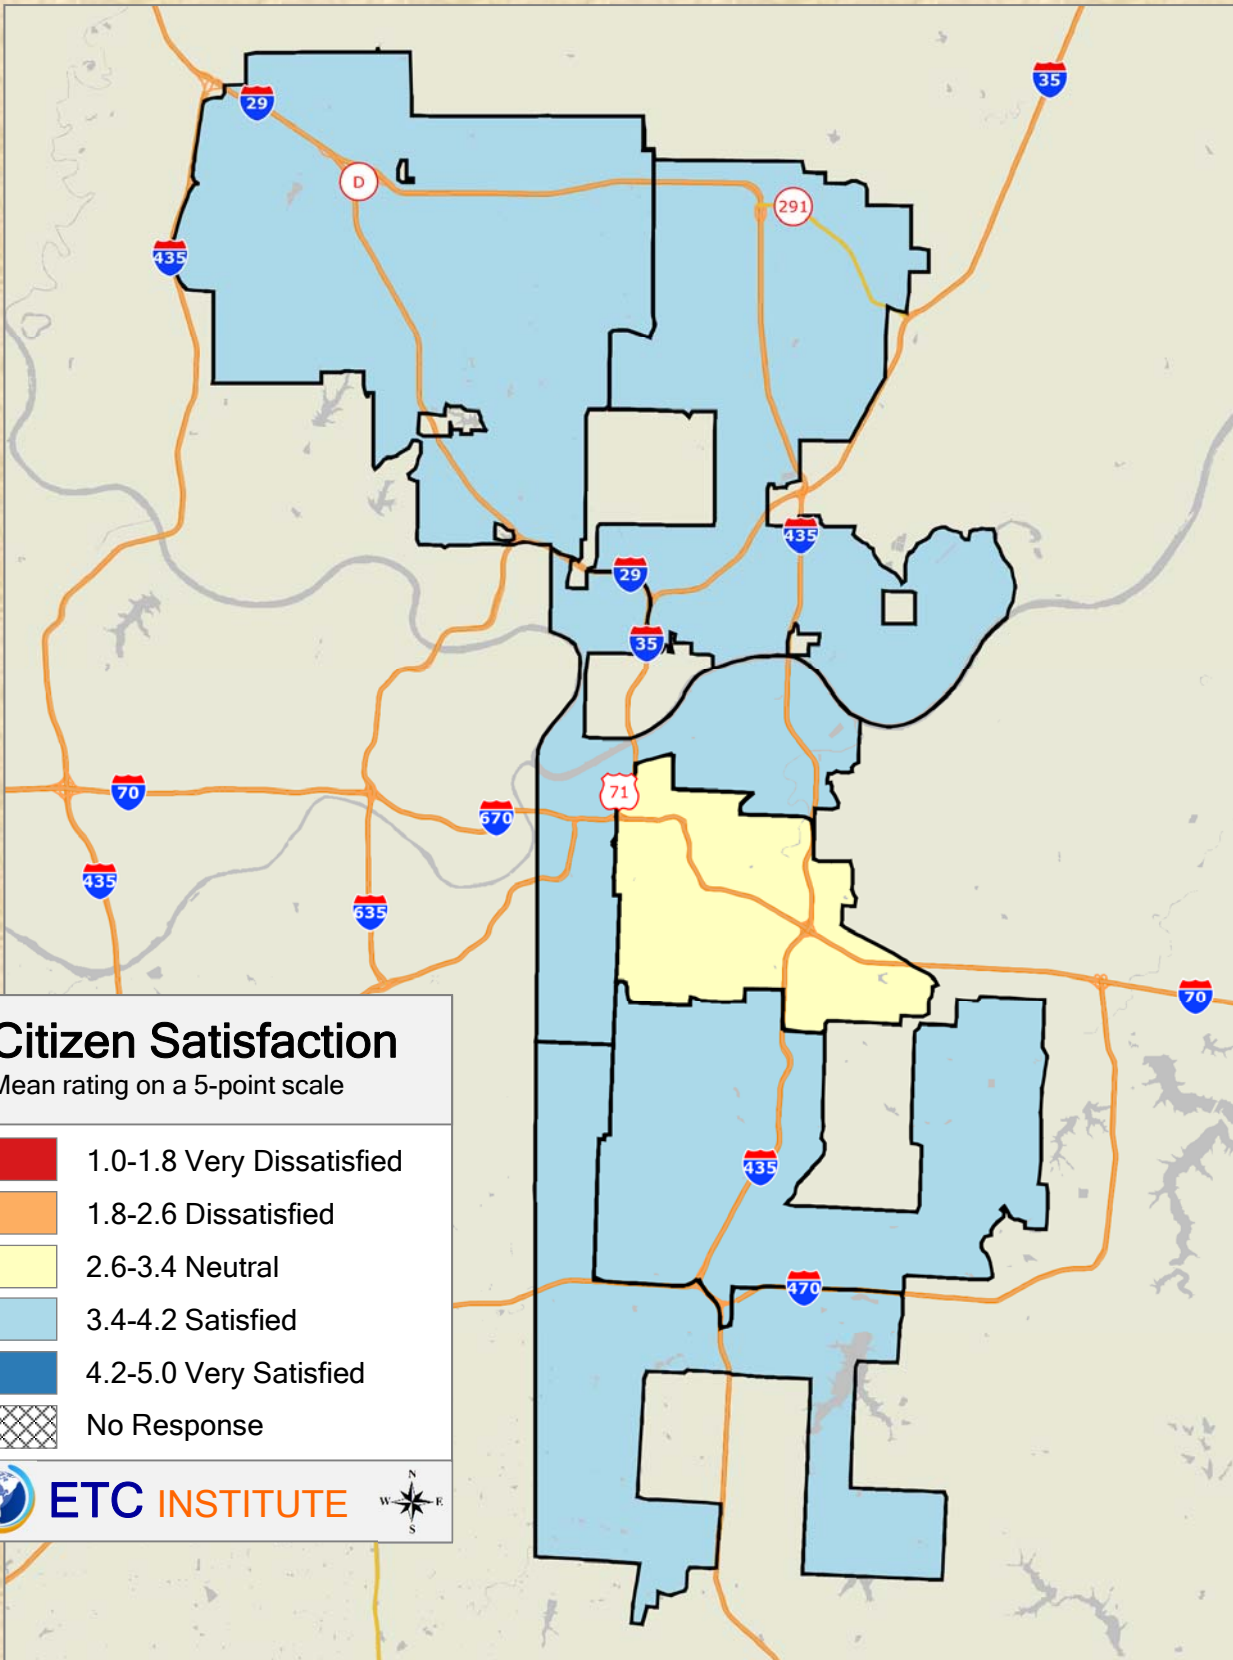 35
29
D
291
435
435
29
35
70
71
670
435
635
70
Citizen Satisfaction
Mean rating on a 5-point scale
1.0-1.8 Very Dissatisfied
1.8-2.6 Dissatisfied
2.6-3.4 Neutral
3.4-4.2 Satisfied
4.2-5.0 Very Satisfied
No Response
435
470
ETC INSTITUTE
N
W E
S